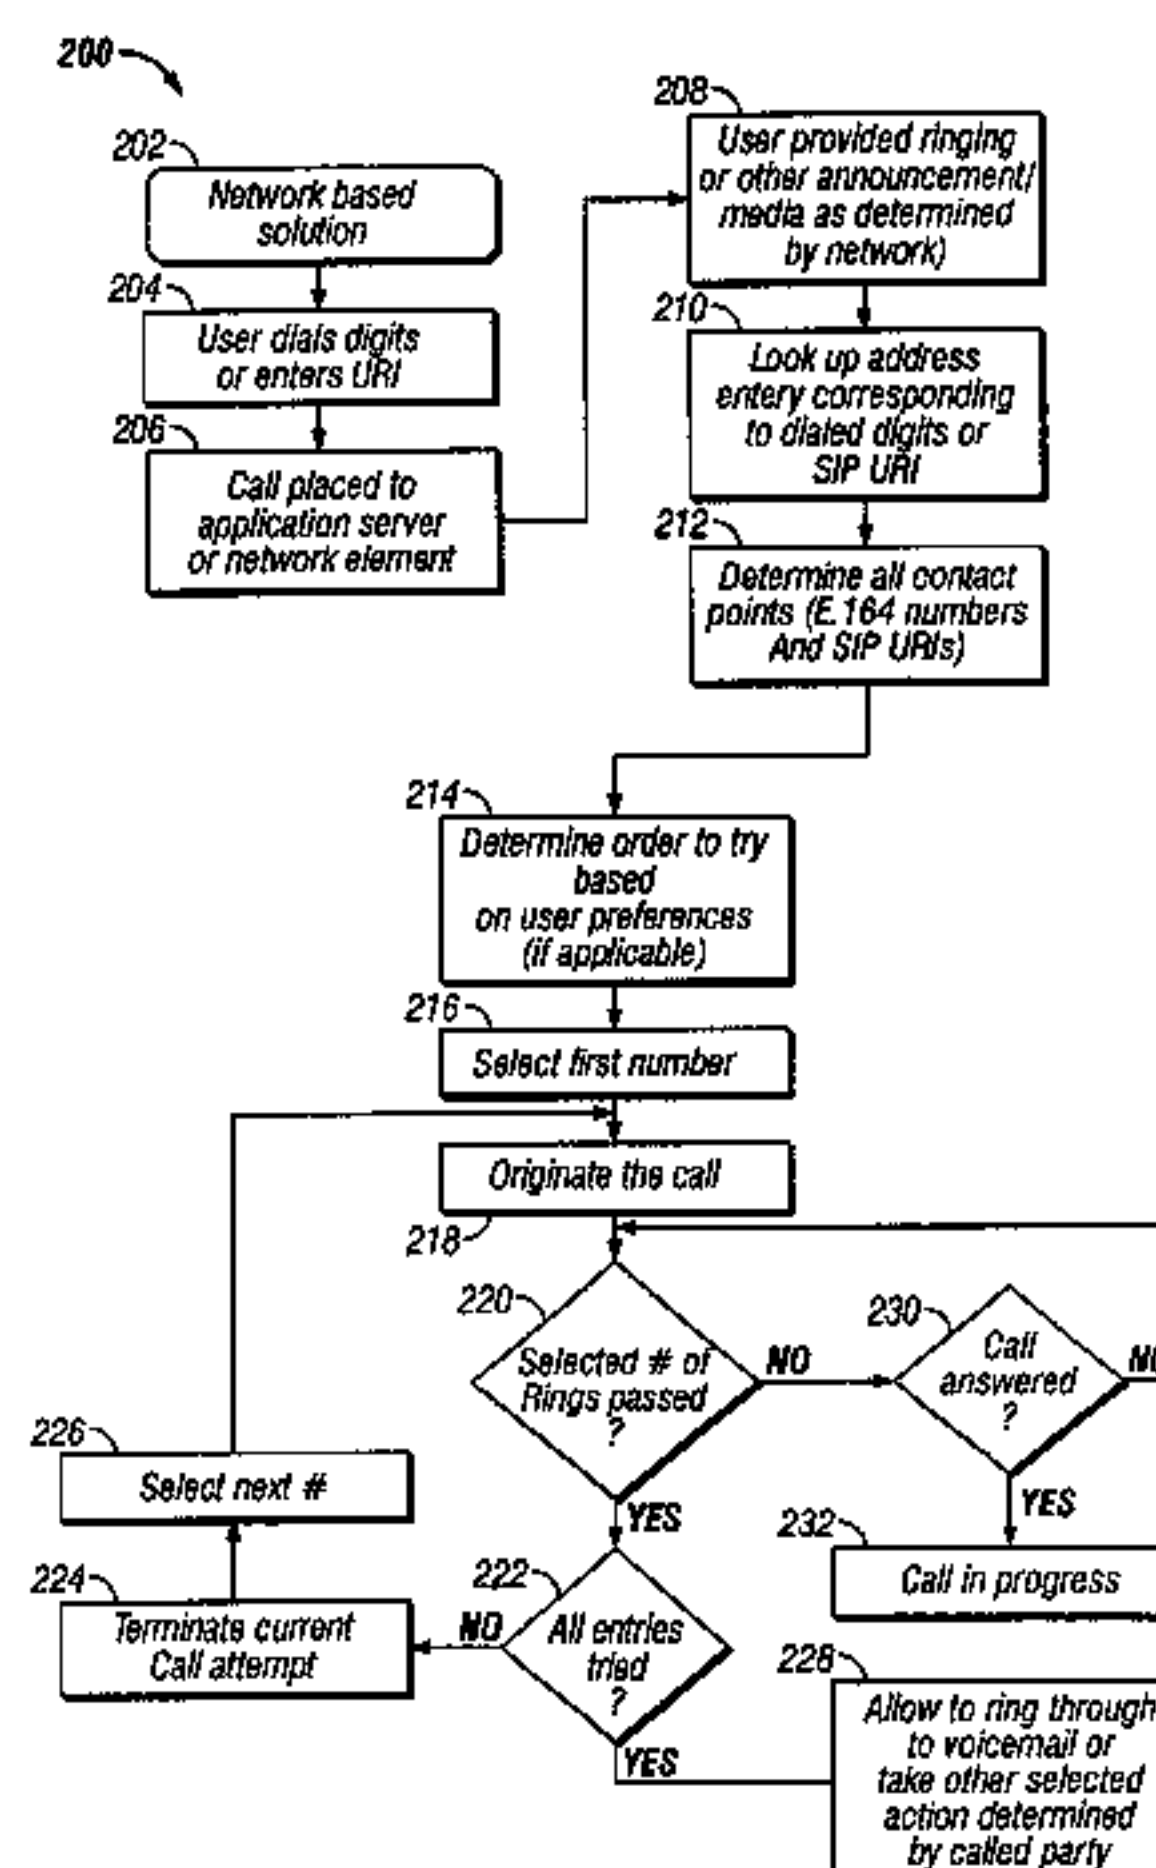 200
202
Network based
solution
204
User dials digits
or enters URI
206
Call placed to
application server
or network element
208
User provided ringing
or other announcement/
media as determined
by network)
210
Look up address
entery corresponding
to dialed digits or
SIP URI
212
Determine all contact
points (E.164 numbers
And SIP URIs)
214
Determine order to try
based
on user preferences
(if applicable)
216
Select first number
Originate the call
218
220
Selected # of
Rings passed
?
NO
YES
230
Call
answered
?
NO
YES
232
Call in progress
222
All entries
tried
?
NO
YES
224
Terminate current
Call attempt
226
Select next #
228
Allow to ring through
to voicemail or
take other selected
action determined
by called party